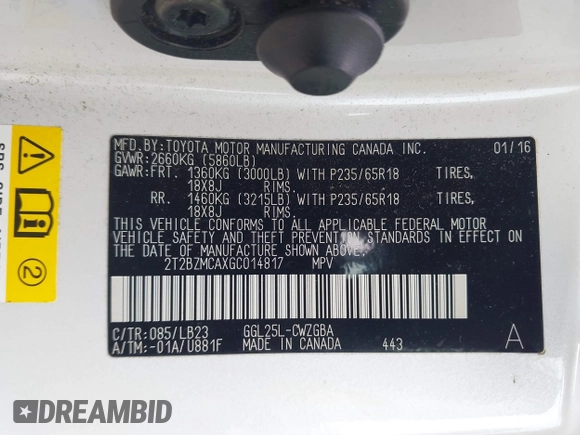 MFD.BY:TOYOTA MOTOR MANUFACTURING CANADA INC. 01/16
GVWR:2660KG (5860LB)
GAWR:FRT. 1360KG (3000LB) WITH P235/65R18 TIRES,
18X8J RIMS.
RR. 1460KG (3215LB) WITH P235/65R18 TIRES,
18X8J RIMS.
THIS VEHICLE CONFORMS TO ALL APPLICABLE FEDERAL MOTOR
VEHICLE SAFETY AND THEFT PREVENTION STANDARDS IN EFFECT ON
THE DATE OF MANUFACTURE SHOWN ABOVE.
2T2BZMCAXGC014817 MPV
C/TR:085/LB23 GGL25L-CWZGBA A
A/TM:-01A/U881F MADE IN CANADA 443
2
DREAMBID